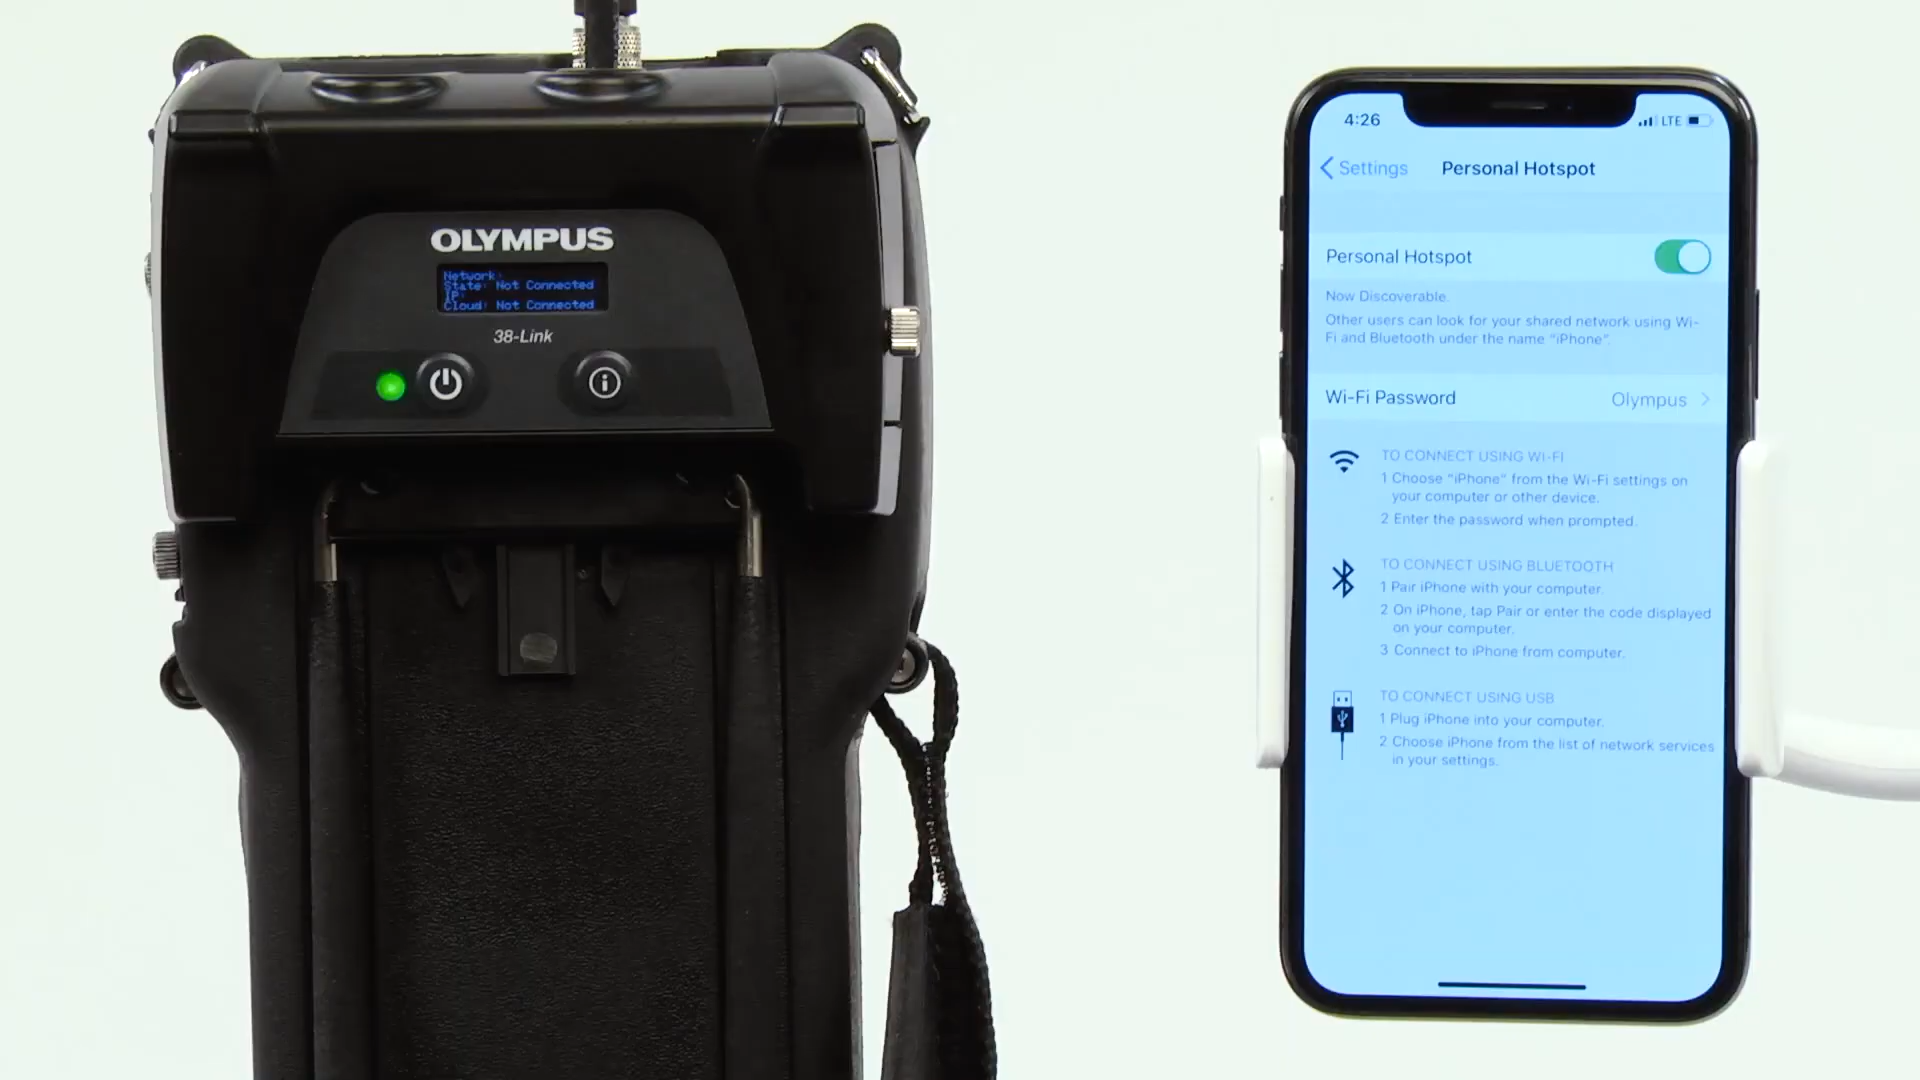 OLYMPUS
Network:
State: Not Connected
IP:
Cloud: Not Connected
38-Link
4:26
LTE
Settings
Personal Hotspot
Personal Hotspot
Now Discoverable.
Other users can look for your shared network using Wi-
Fi and Bluetooth under the name "iPhone".
Wi-Fi Password
Olympus
TO CONNECT USING WI-FI
1 Choose "iPhone" from the Wi-Fi settings on
your computer or other device.
2 Enter the password when prompted.
TO CONNECT USING BLUETOOTH
1 Pair iPhone with your computer.
2 On iPhone, tap Pair or enter the code displayed
on your computer.
3 Connect to iPhone from computer.
TO CONNECT USING USB
1 Plug iPhone into your computer.
2 Choose iPhone from the list of network services
in your settings.